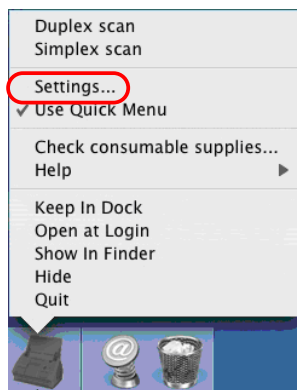 Duplex scan
Simplex scan
Settings...
✓ Use Quick Menu
Check consumable supplies...
Help
Keep In Dock
Open at Login
Show In Finder
Hide
Quit
@